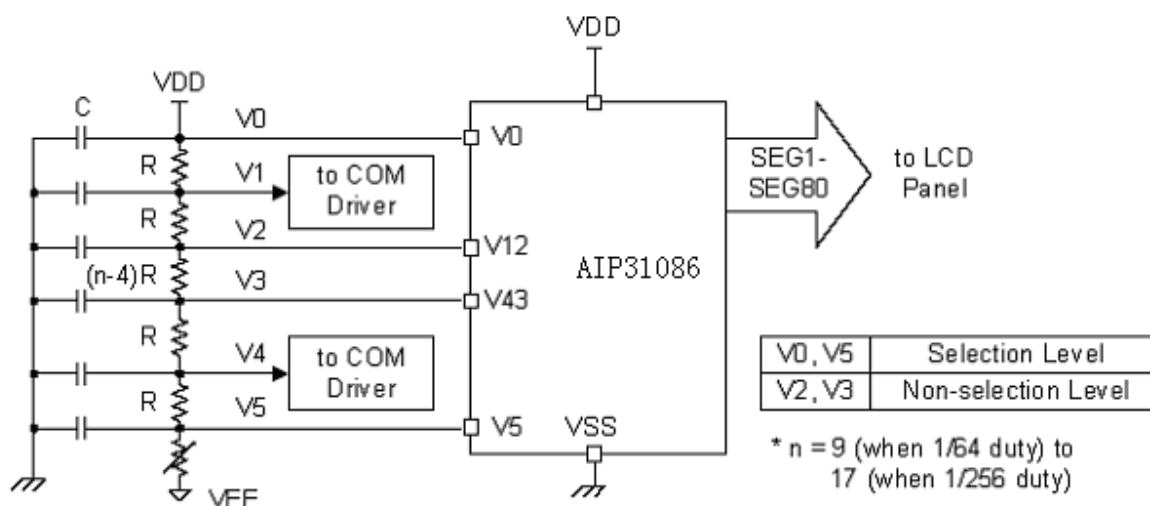 VDD
VDD
C
V0
V0
R
V1
to COM
Driver
SEG1-
SEG80
to LCD
Panel
R
V2
V12
AIP31086
(n-4)R
V3
V43
R
V4
to COM
Driver
R
V5
V5
VSS
VEE
V0, V5 Selection Level
V2, V3 Non-selection Level
* n = 9 (when 1/64 duty) to
17 (when 1/256 duty)